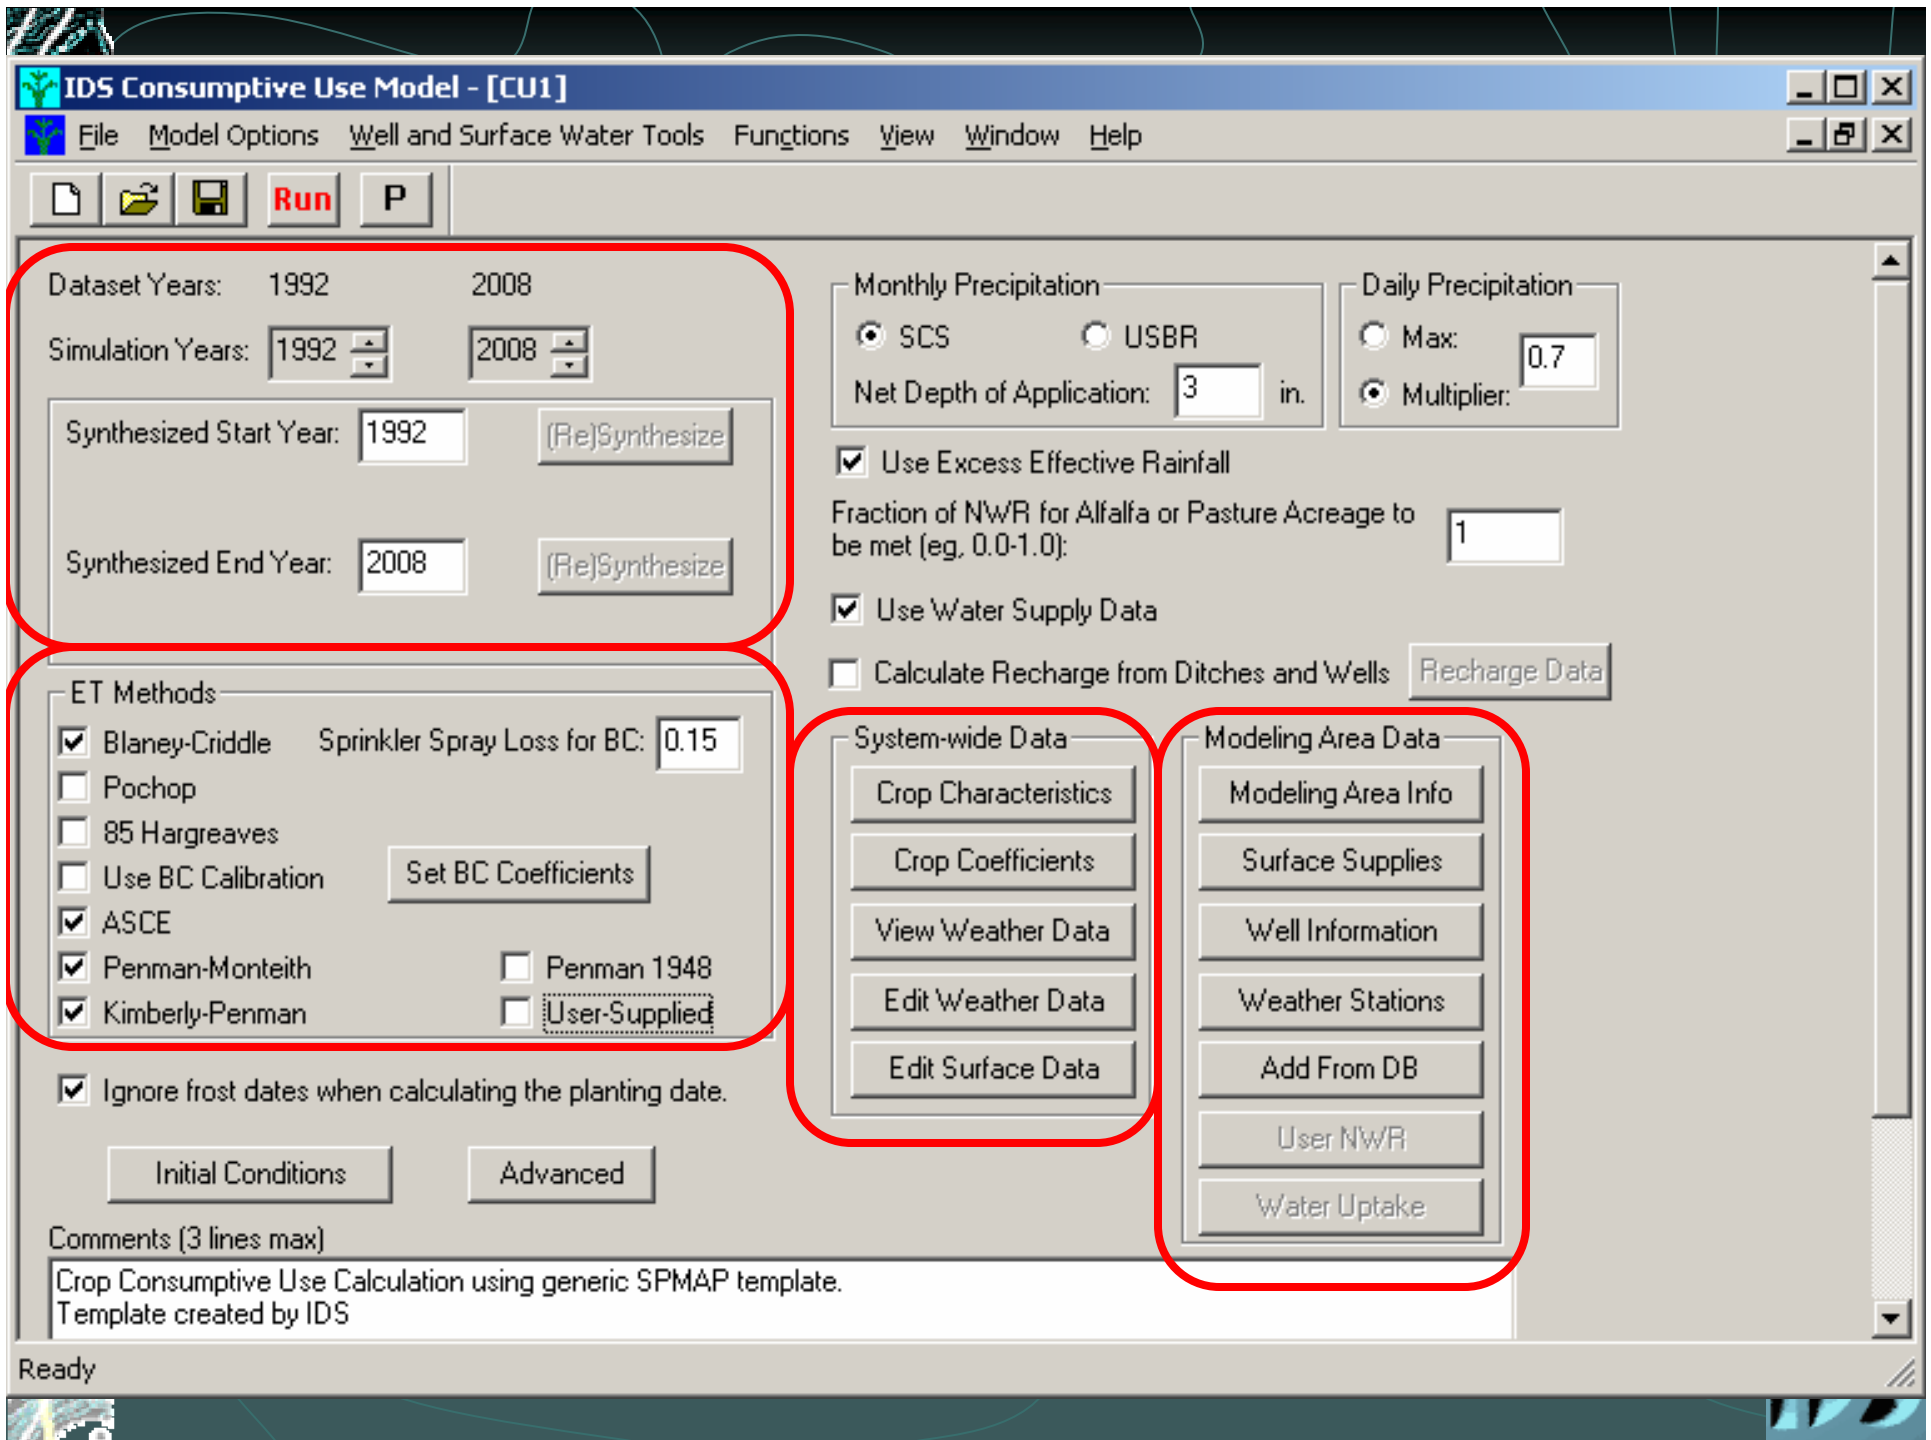 IDS Consumptive Use Model - [CU1]
File Model Options Well and Surface Water Tools Functions View Window Help
Run P
Dataset Years: 1992 2008
Simulation Years: 1992 2008
Synthesized Start Year: 1992 (Re)Synthesize
Synthesized End Year: 2008 (Re)Synthesize
ET Methods
Blaney-Criddle Sprinkler Spray Loss for BC: 0.15
Pochop
85 Hargreaves
Use BC Calibration Set BC Coefficients
ASCE
Penman-Monteith Penman 1948
Kimberly-Penman User-Supplied
Ignore frost dates when calculating the planting date.
Initial Conditions Advanced
Monthly Precipitation
SCS USBR
Net Depth of Application: 3 in.
Daily Precipitation
Max:
0.7
Multiplier:
Use Excess Effective Rainfall
Fraction of NWR for Alfalfa or Pasture Acreage to
be met (eg, 0.0-1.0):
1
Use Water Supply Data
Calculate Recharge from Ditches and Wells Recharge Data
System-wide Data
Crop Characteristics
Crop Coefficients
View Weather Data
Edit Weather Data
Edit Surface Data
Modeling Area Data
Modeling Area Info
Surface Supplies
Well Information
Weather Stations
Add From DB
User NWR
Water Uptake
Comments (3 lines max)
Crop Consumptive Use Calculation using generic SPMAP template.
Template created by IDS
Ready